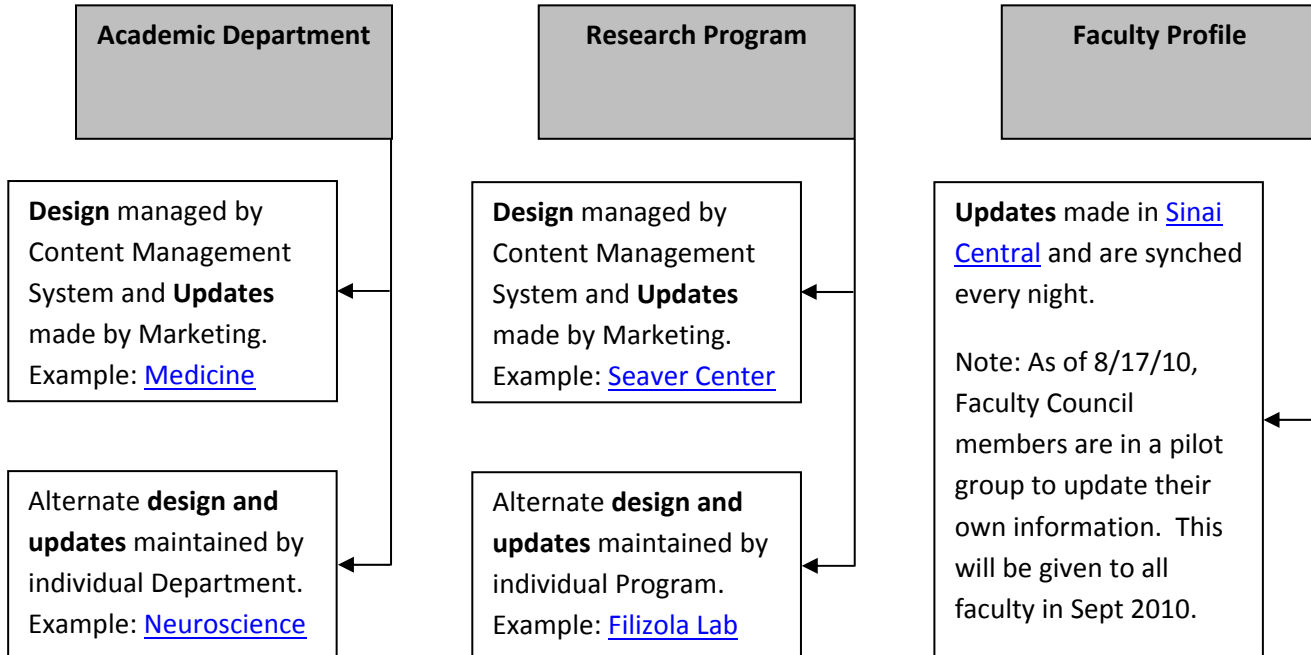 Academic Department
Design managed by
Content Management
System and Updates
made by Marketing.
Example: Medicine
Alternate design and
updates maintained by
individual Department.
Example: Neuroscience
Research Program
Design managed by
Content Management
System and Updates
made by Marketing.
Example: Seaver Center
Alternate design and
updates maintained by
individual Program.
Example: Filizola Lab
Faculty Profile
Updates made in Sinai
Central and are synched
every night.
Note: As of 8/17/10,
Faculty Council
members are in a pilot
group to update their
own information.  This
will be given to all
faculty in Sept 2010.